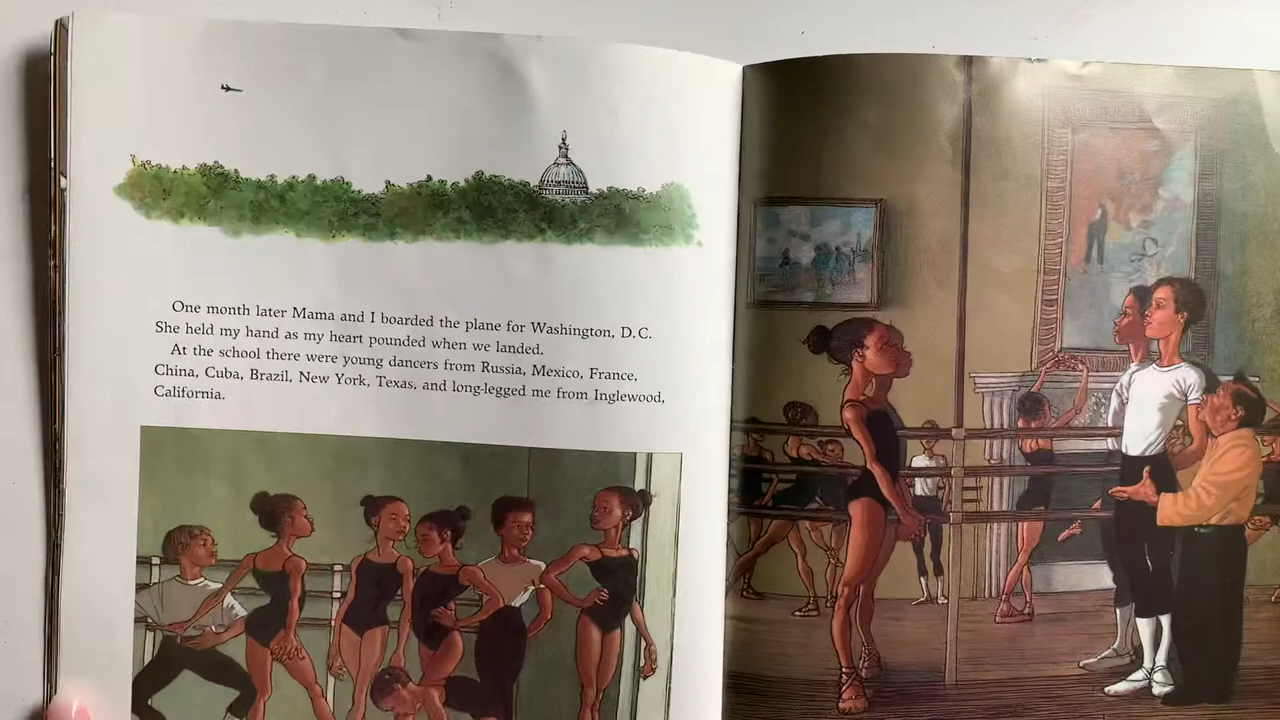 One month later Mama and I boarded the plane for Washington, D.C.
She held my hand as my heart pounded when we landed.
At the school there were young dancers from Russia, Mexico, France,
China, Cuba, Brazil, New York, Texas, and long-legged me from Inglewood,
California.